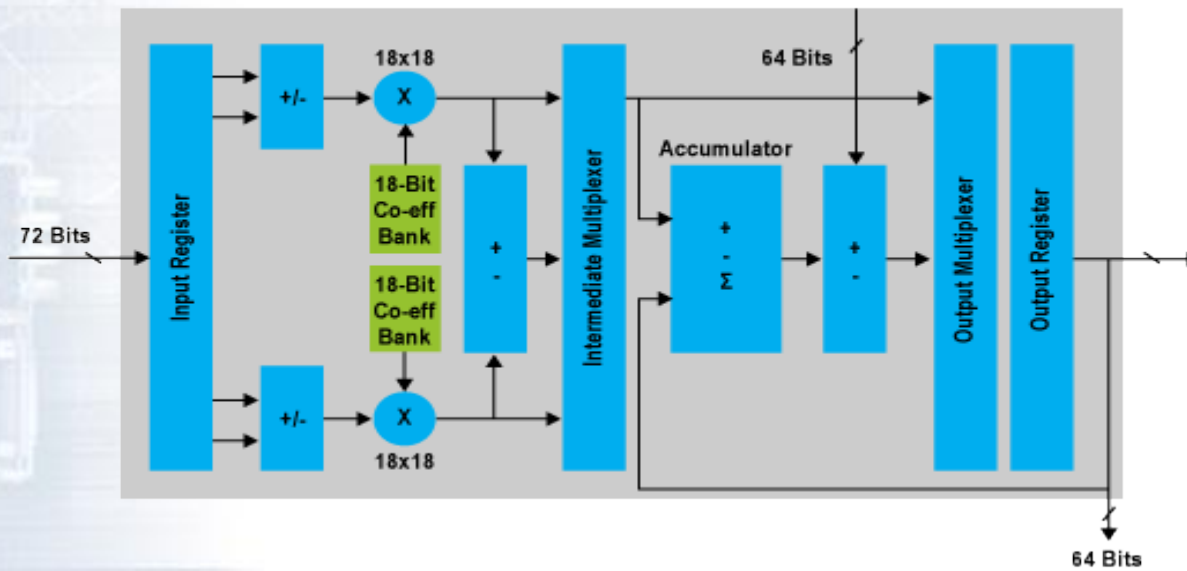 18x18
64 Bits
+/-
X
Accumulator
18-Bit
Co-eff
Bank
72 Bits
Input Register
+
-
Intermediate Multiplexer
+
-
Σ
+
-
Output Multiplexer
Output Register
18-Bit
Co-eff
Bank
+/-
X
18x18
64 Bits